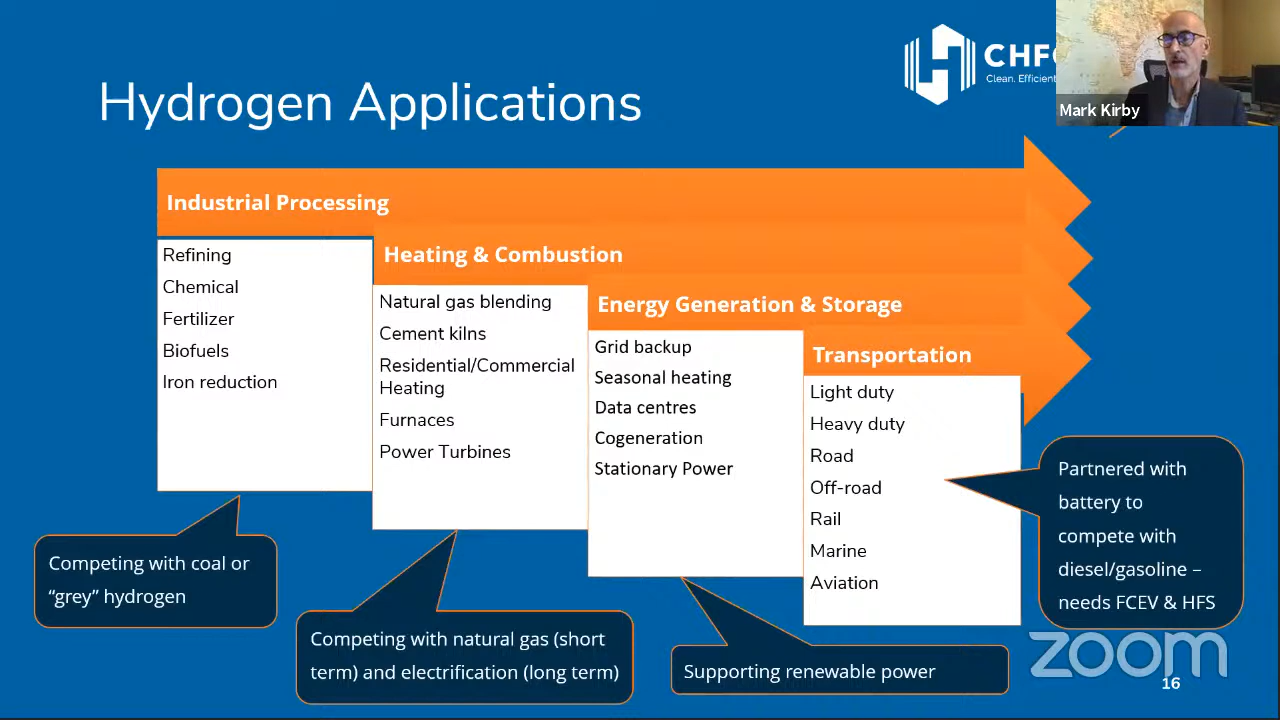 CHFC
Clean. Efficient
Mark Kirby
Hydrogen Applications
Industrial Processing
Refining
Chemical
Fertilizer
Biofuels
Iron reduction
Heating & Combustion
Natural gas blending
Cement kilns
Residential/Commercial
Heating
Furnaces
Power Turbines
Energy Generation & Storage
Grid backup
Seasonal heating
Data centres
Cogeneration
Stationary Power
Transportation
Light duty
Heavy duty
Road
Off-road
Rail
Marine
Aviation
Competing with coal or
“grey” hydrogen
Competing with natural gas (short
term) and electrification (long term)
Supporting renewable power
Partnered with
battery to
compete with
diesel/gasoline –
needs FCEV & HFS
zoom
16